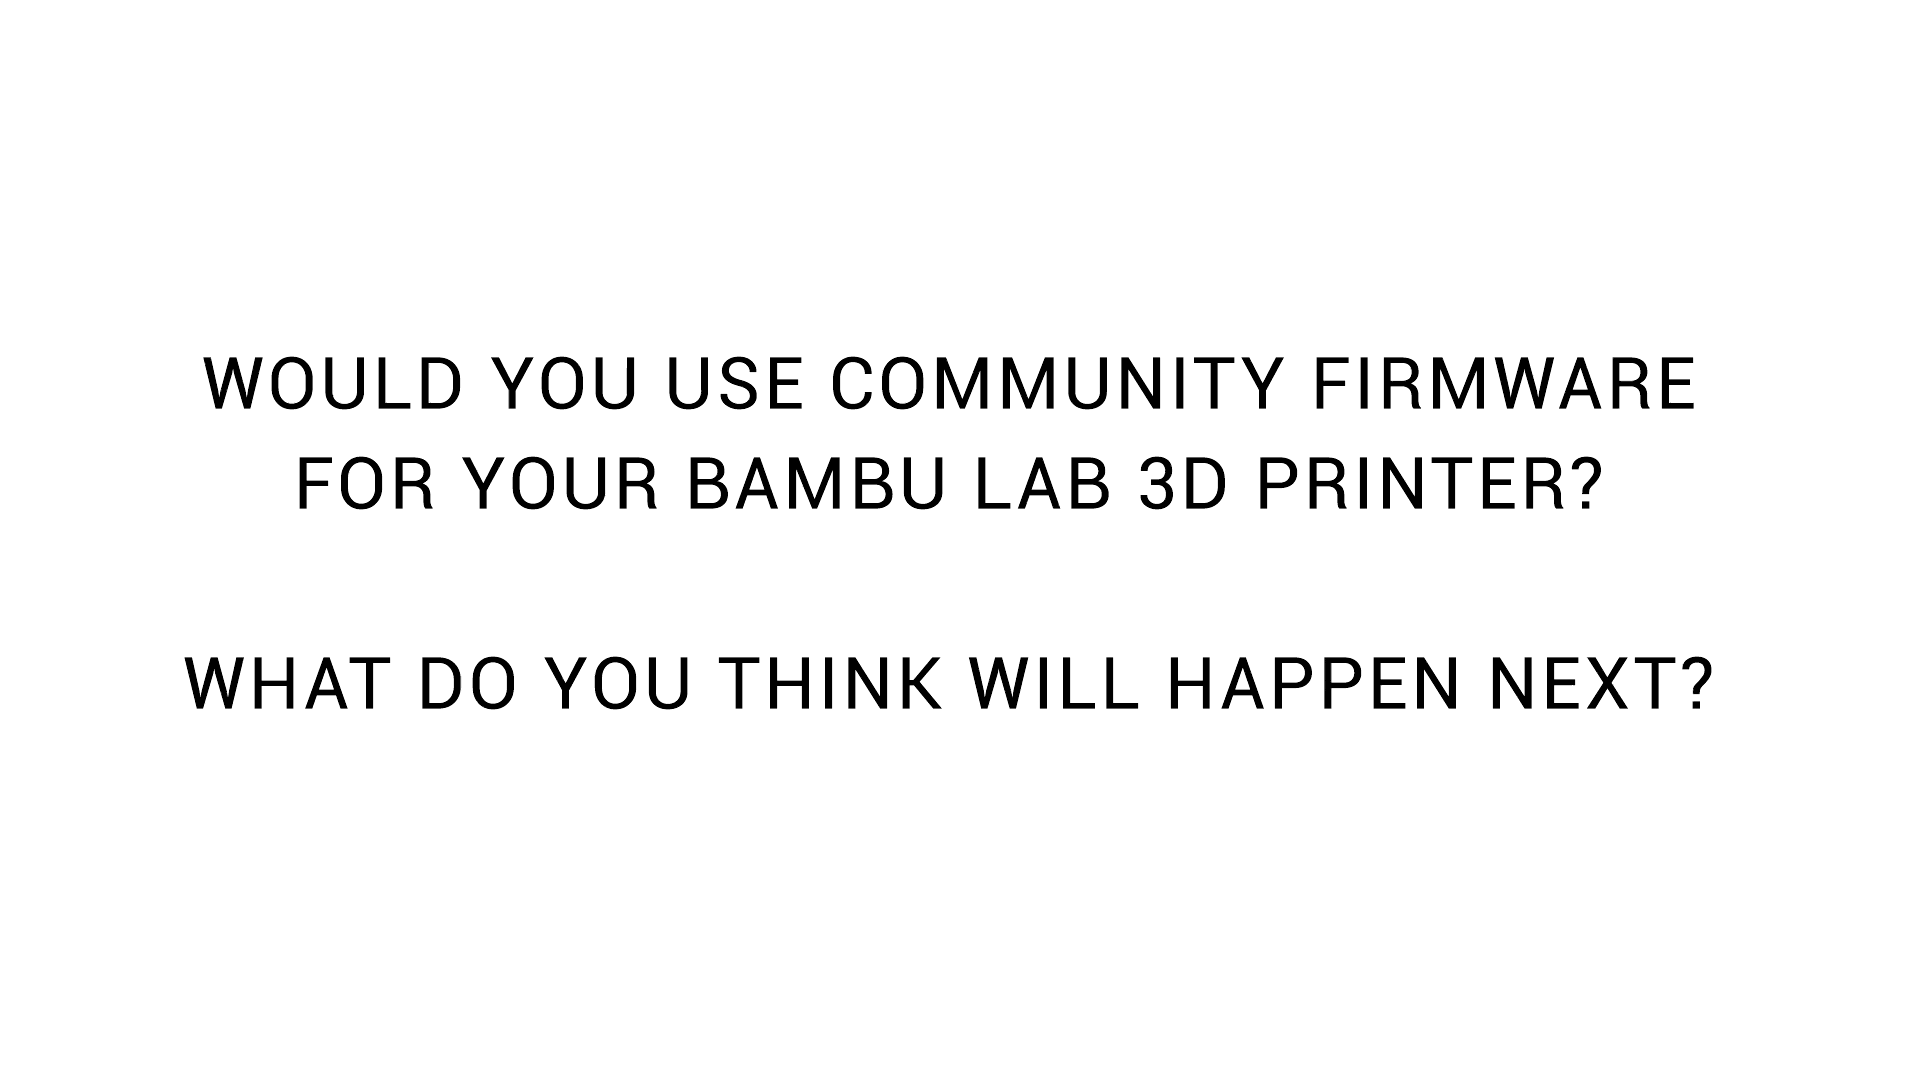 WOULD YOU USE COMMUNITY FIRMWARE
FOR YOUR BAMBU LAB 3D PRINTER?
WHAT DO YOU THINK WILL HAPPEN NEXT?